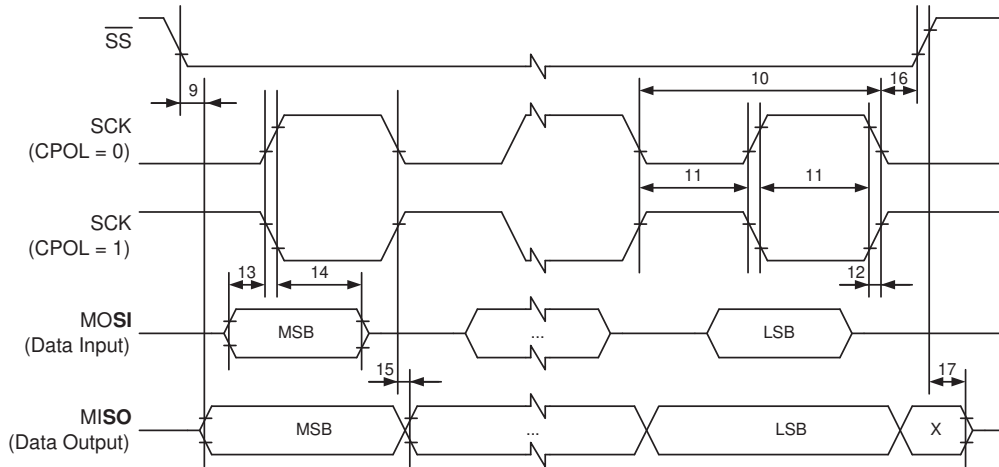 SS
9
10
16
SCK
(CPOL = 0)
11
11
SCK
(CPOL = 1)
13
14
12
MOSI
(Data Input)
MSB
...
LSB
15
17
MISO
(Data Output)
MSB
...
LSB
X